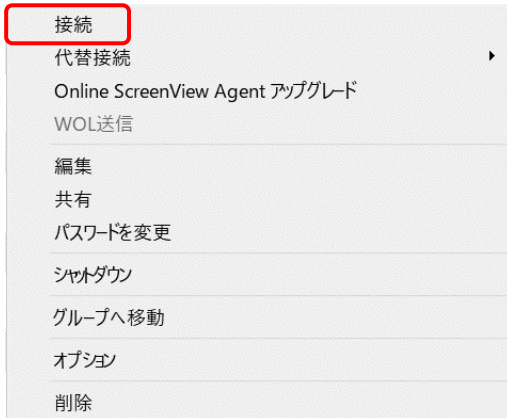 接続
代替接続
Online ScreenView Agent アップグレード
WOL送信
編集
共有
パスワードを変更
シャットダウン
グループへ移動
オプション
削除